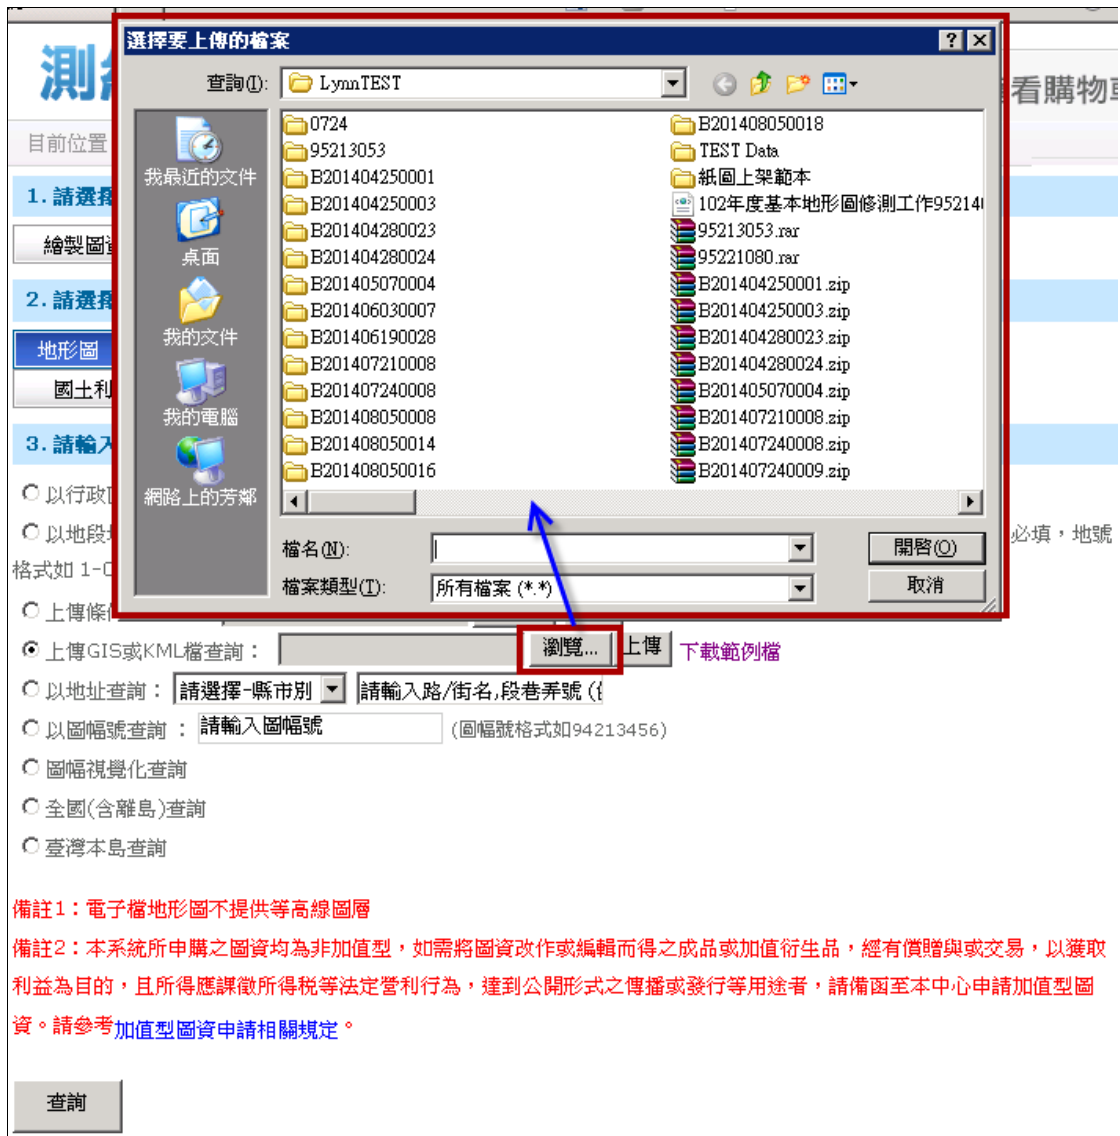 選擇要上傳的檔案
測
查詢(I): LynnTEST
看購物車
目前位置
我最近的文件
桌面
我的文件
我的電腦
網路上的芳鄰
0724
95213053
B201404250001
B201404250003
B201404280023
B201404280024
B201405070004
B201406030007
B201406190028
B201407210008
B201407240008
B201408050008
B201408050014
B201408050016
B201408050018
TEST Data
紙圖上架範本
102年度基本地形圖修測工作95214
95213053.rar
95221080.rar
B201404250001.zip
B201404250003.zip
B201404280023.zip
B201404280024.zip
B201405070004.zip
B201407210008.zip
B201407240008.zip
B201407240009.zip
檔名(N):
開啓(O)
檔案類型(T): 所有檔案 (*.*)
取消
1. 請選擇
繪製圖資
2. 請選擇
地形圖
國土利
3. 請輸入
以行政
以地段 必填，地號
格式如 1-0
上傳條件
上傳GIS或KML檔查詢： 瀏覽... 上傳 下載範例檔
以地址查詢： 請選擇-縣市別 請輸入路/街名,段巷弄號
以圖幅號查詢 ： 請輸入圖幅號 (圖幅號格式如94213456)
圖幅視覺化查詢
全國(含離島)查詢
臺灣本島查詢
備註1：電子檔地形圖不提供等高線圖層
備註2：本系統所申購之圖資均為非加值型，如需將圖資改作或編輯而得之成品或加值衍生品，經有償贈與或交易，以獲取
利益為目的，且所得應課徵所得稅等法定營利行為，達到公開形式之傳播或發行等用途者，請備函至本中心申請加值型圖
資。請參考加值型圖資申請相關規定。
查詢